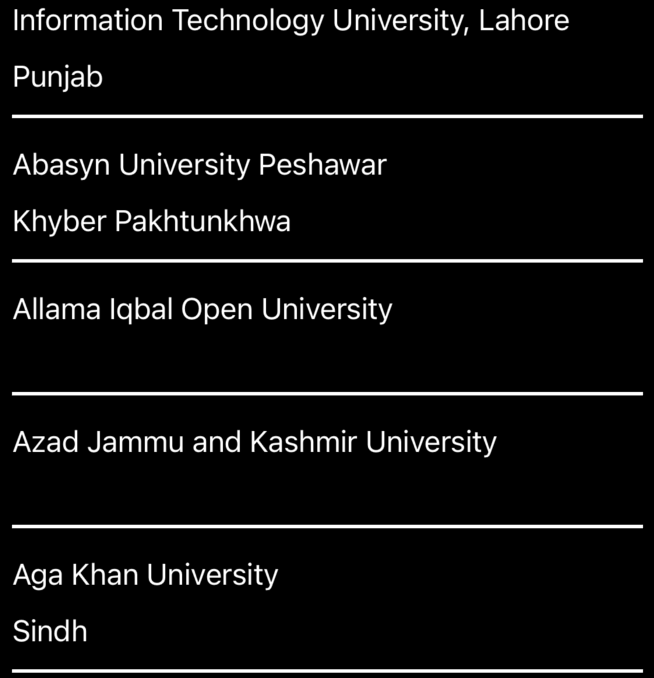 Information Technology University, Lahore
Punjab
Abasyn University Peshawar
Khyber Pakhtunkhwa
Allama Iqbal Open University
Azad Jammu and Kashmir University
Aga Khan University
Sindh